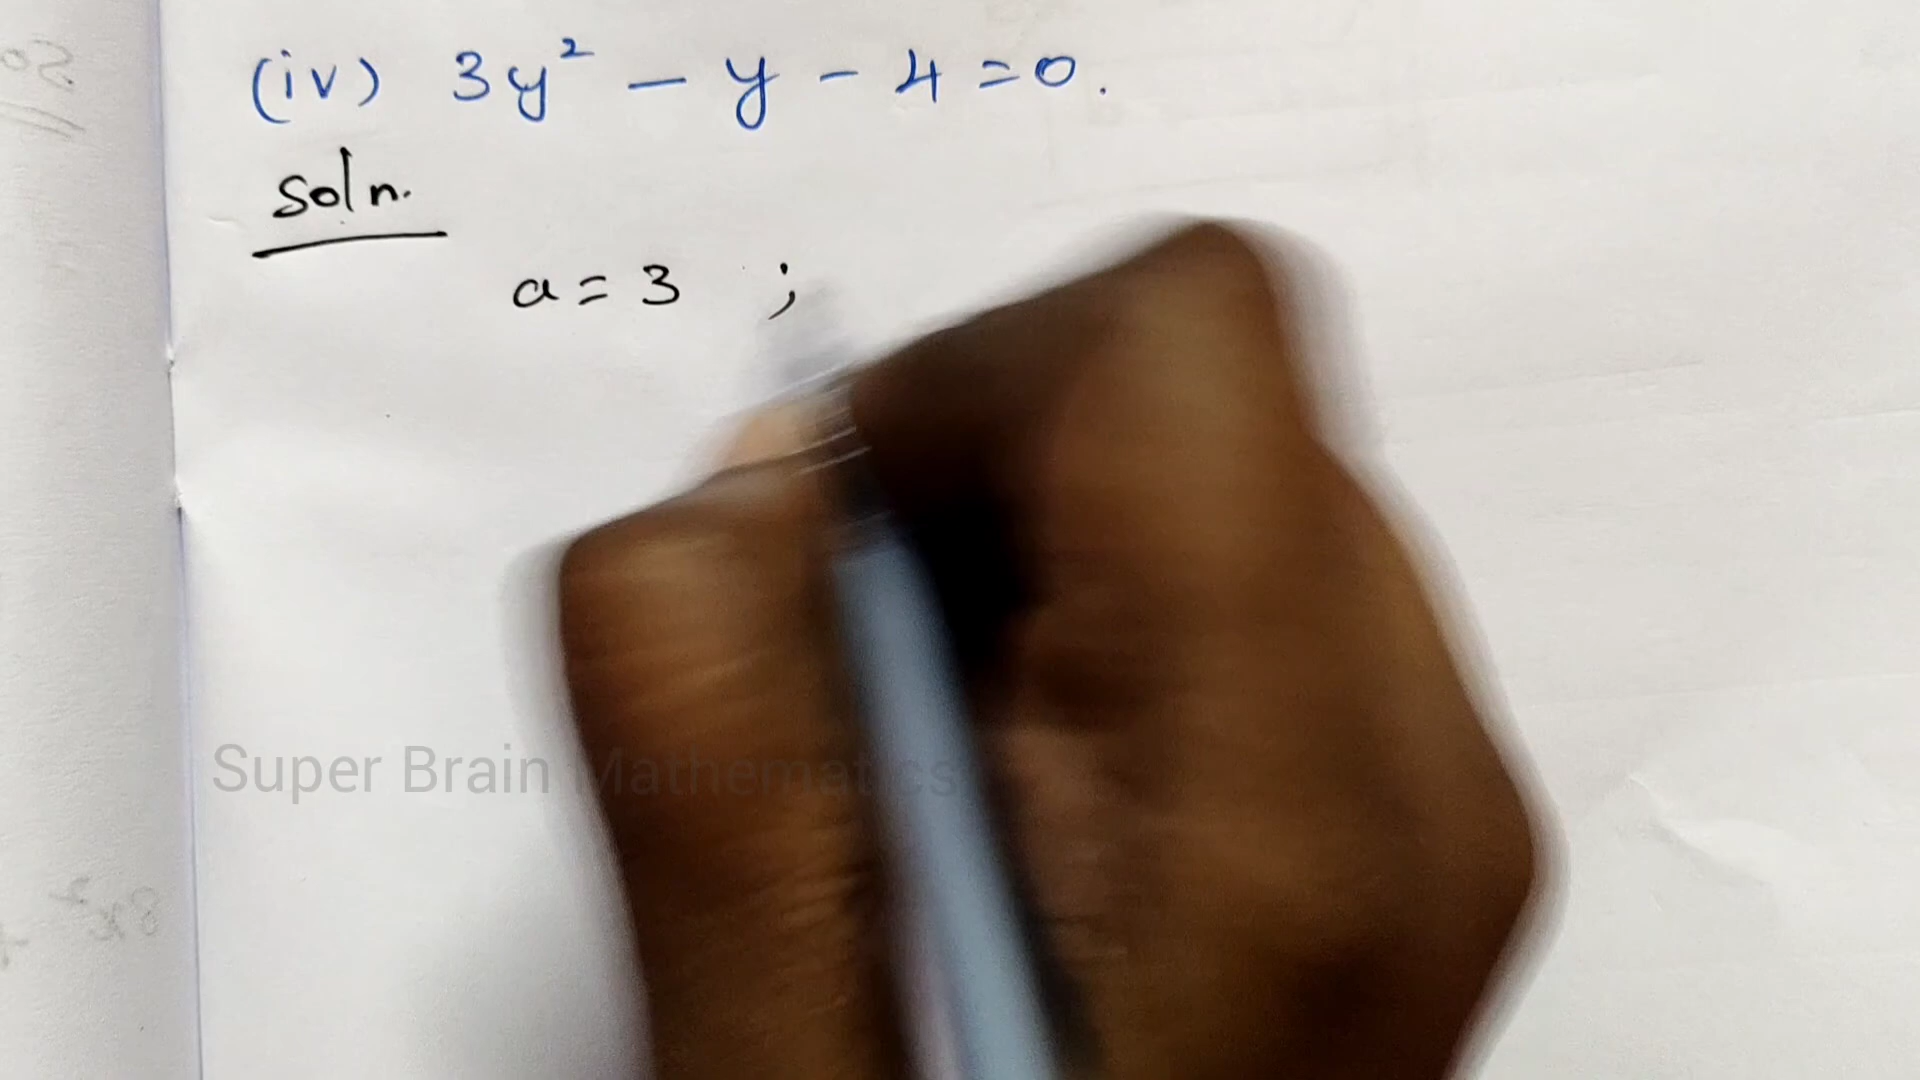 (iv) 3y² - y - 4 = 0.
Soln.
a = 3 ;
Super Brain Mathematics